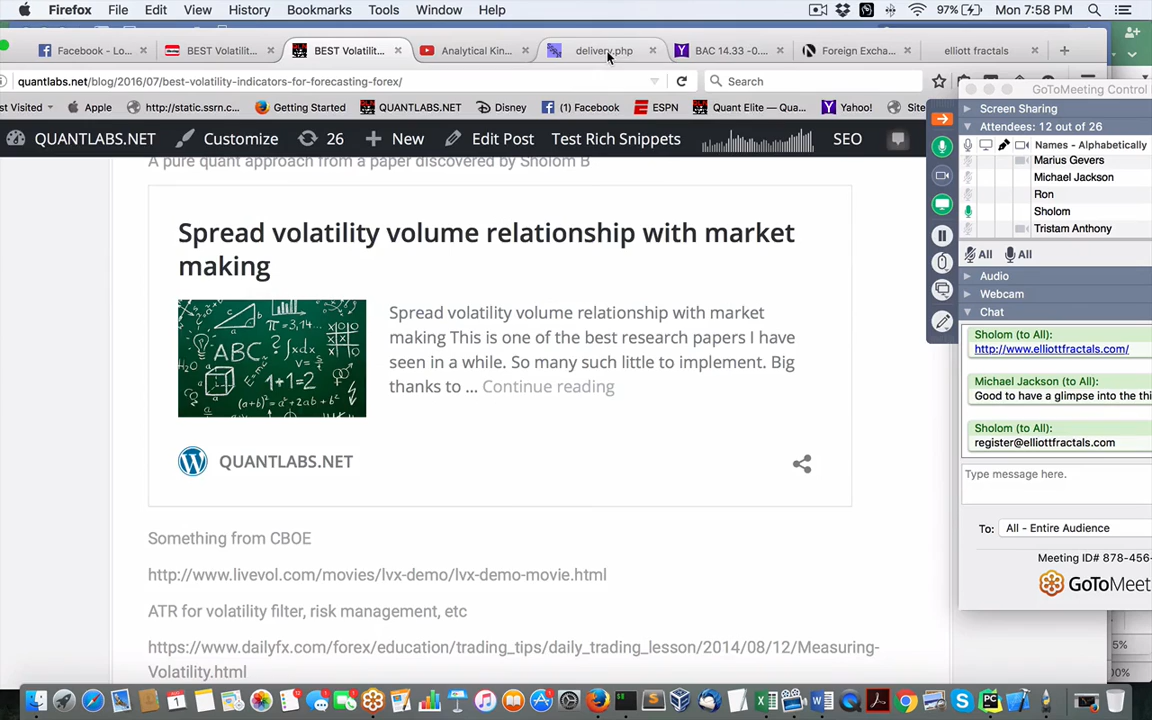 Firefox File Edit View History Bookmarks Tools Window Help 97% Mon 7:58 PM
Facebook - Lo... BEST Volatilit... BEST Volatilit... Analytical Kin... delivery.php BAC 14.33 -0.... Foreign Excha... elliott fractals
quantlabs.net/blog/2016/07/best-volatility-indicators-for-forecasting-forex/ Search
st Visited Apple http://static.ssrn.c... Getting Started QUANTLABS.NET Disney (1) Facebook ESPN Quant Elite — Qua... Yahoo! Site
QUANTLABS.NET Customize 26 New Edit Post Test Rich Snippets SEO
A pure quant approach from a paper discovered by Sholom B
Spread volatility volume relationship with market
making
Spread volatility volume relationship with market
making This is one of the best research papers I have
seen in a while. So many such little to implement. Big
thanks to ... Continue reading
ABC
1+1=2
QUANTLABS.NET
Something from CBOE
http://www.livevol.com/movies/lvx-demo/lvx-demo-movie.html
ATR for volatility filter, risk management, etc
https://www.dailyfx.com/forex/education/trading_tips/daily_trading_lesson/2014/08/12/Measuring-
Volatility.html
GoToMeeting Control
Screen Sharing
Attendees: 12 out of 26
Names - Alphabetically
Marius Gevers
Michael Jackson
Ron
Sholom
Tristam Anthony
All All
Audio
Webcam
Chat
Sholom (to All):
http://www.elliottfractals.com/
Michael Jackson (to All):
Good to have a glimpse into the thi
Sholom (to All):
register@elliottfractals.com
Type message here.
To: All - Entire Audience
Meeting ID# 878-456-
GoToMeet
5%
00%